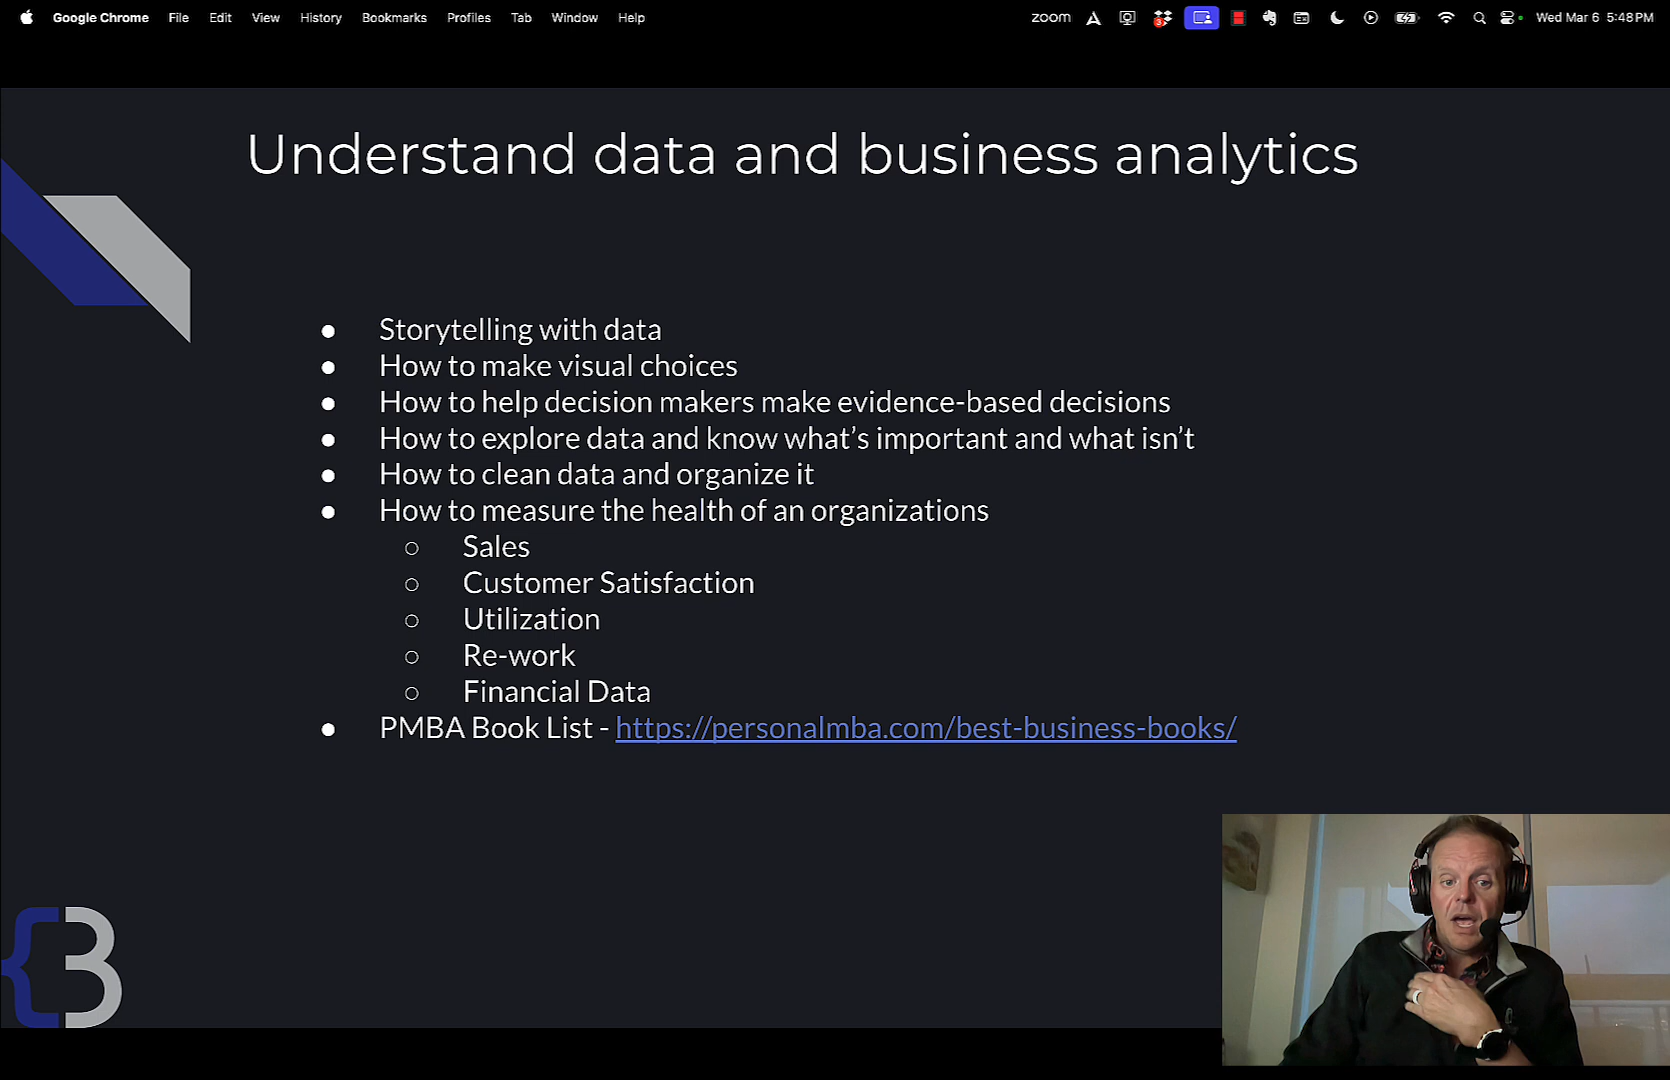 Google Chrome File Edit View History Bookmarks Profiles Tab Window Help zoom 3 Wed Mar 6 5:48 PM
Understand data and business analytics
● Storytelling with data
● How to make visual choices
● How to help decision makers make evidence-based decisions
● How to explore data and know what’s important and what isn’t
● How to clean data and organize it
● How to measure the health of an organizations
○ Sales
○ Customer Satisfaction
○ Utilization
○ Re-work
○ Financial Data
● PMBA Book List - https://personalmba.com/best-business-books/